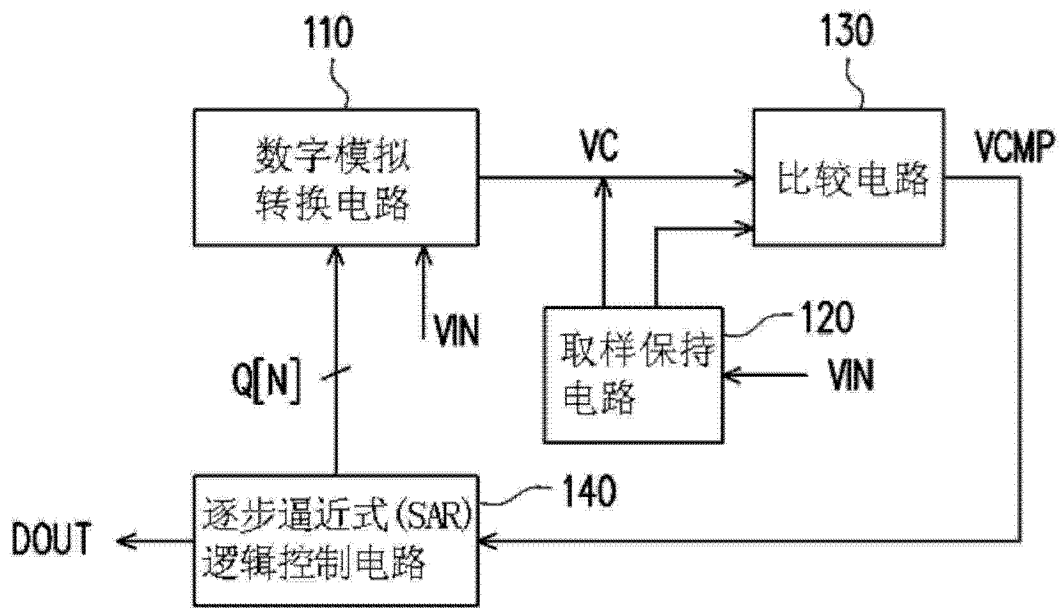 110
130
数字模拟
转换电路
VC
比较电路
VCMP
VIN
取样保持
电路
120
VIN
Q[N]
逐步逼近式(SAR)
逻辑控制电路
140
DOUT